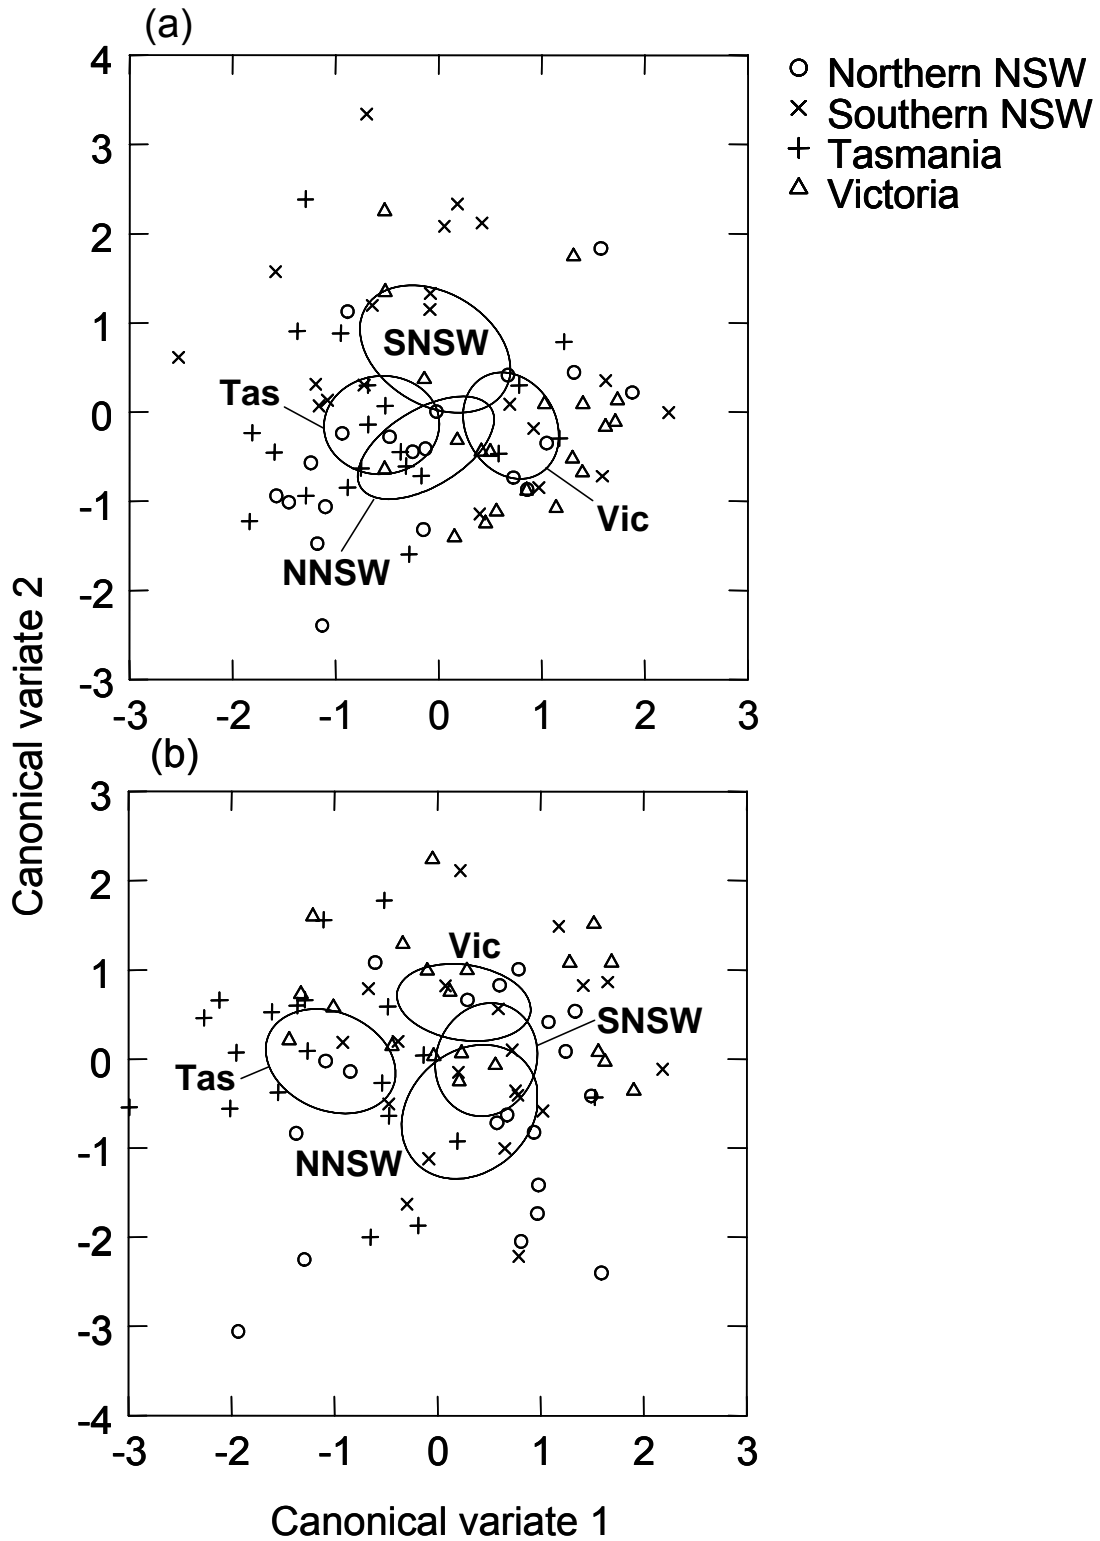 (a)
4
3
2
1
0
-1
-2
-3
-3 -2 -1 0 1 2 3
SNSW
Tas
Vic
NNSW
Northern NSW
Southern NSW
Tasmania
Victoria
Canonical variate 2
(b)
3
2
1
0
-1
-2
-3
-4
-3 -2 -1 0 1 2 3
Vic
SNSW
Tas
NNSW
Canonical variate 1